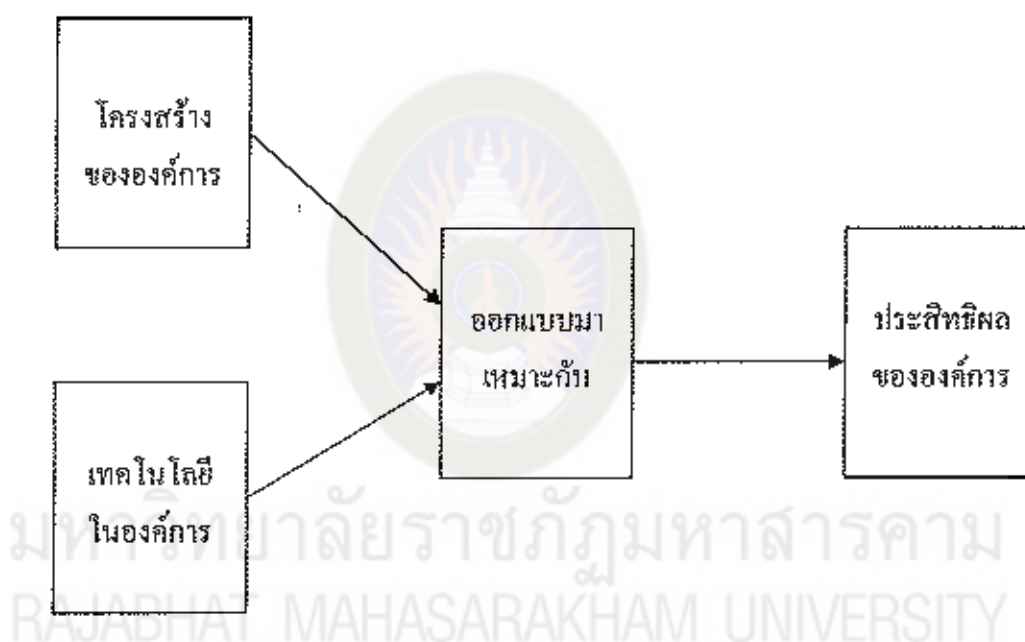 โครงสร้าง
ขององค์การ
ออกแบบมา
เหมาะกัน
ประสิทธิผล
ขององค์การ
เทคโนโลยี
ในองค์การ
มหาวิทยาลัยราชภัฏมหาสารคาม
RAJABHAT MAHASARAKHAM UNIVERSITY